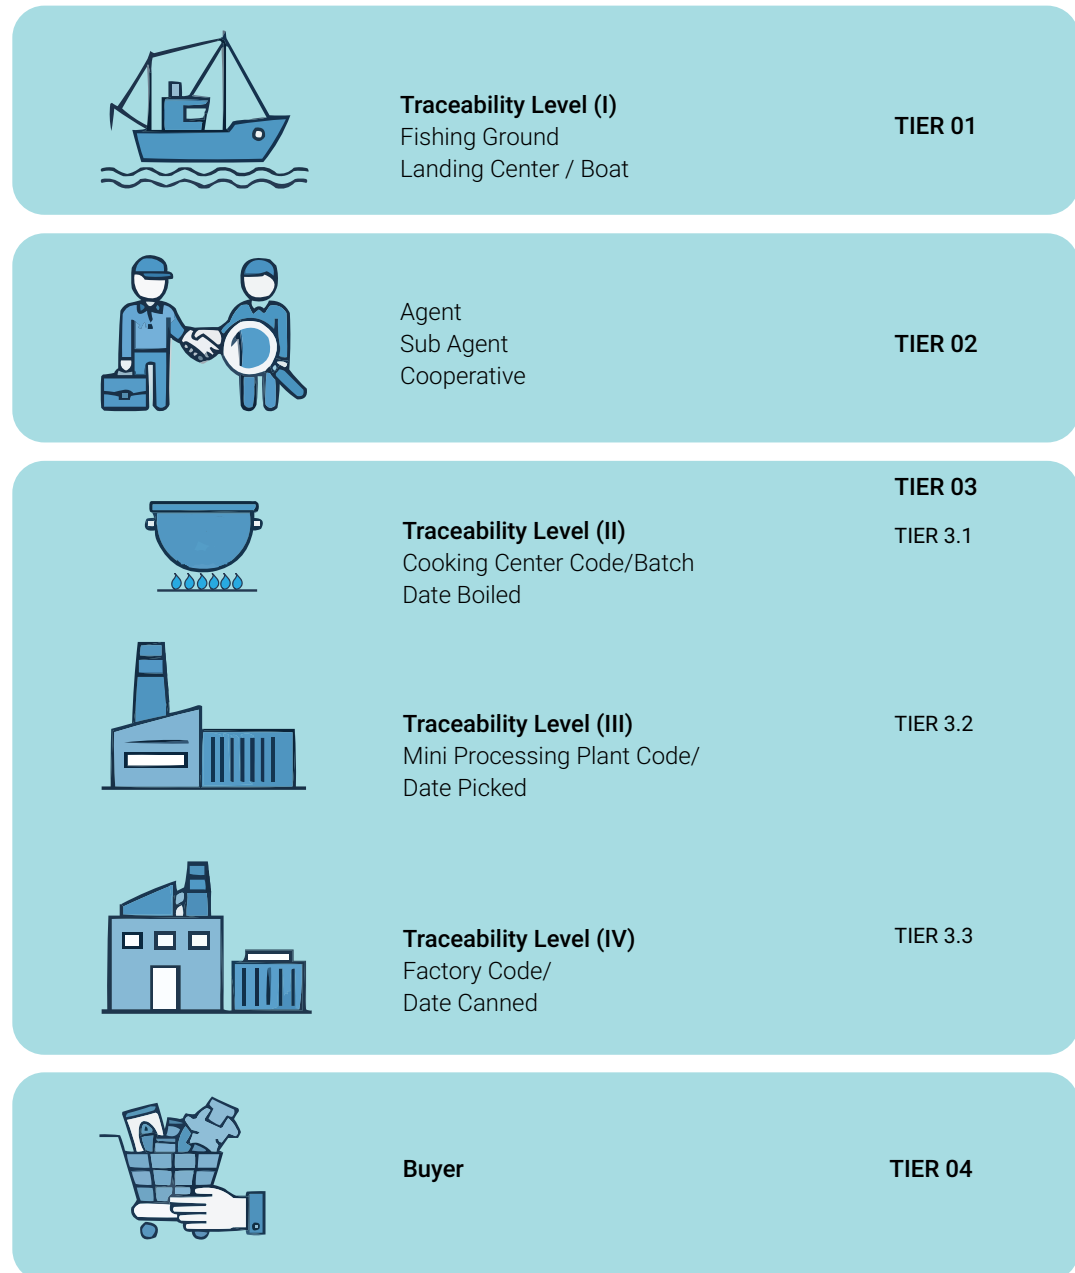 Traceability Level (I)
Fishing Ground
Landing Center / Boat
TIER 01
Agent
Sub Agent
Cooperative
TIER 02
TIER 03
Traceability Level (II)
Cooking Center Code/Batch
Date Boiled
TIER 3.1
Traceability Level (III)
Mini Processing Plant Code/
Date Picked
TIER 3.2
Traceability Level (IV)
Factory Code/
Date Canned
TIER 3.3
Buyer
TIER 04